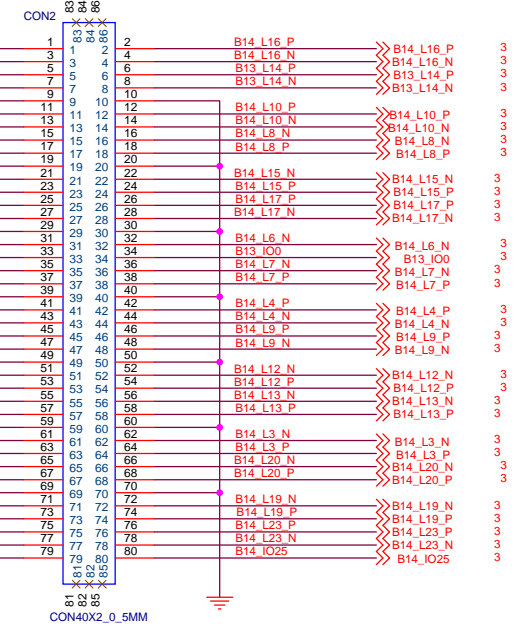 83 84 86
CON2
83 84 86
1 1 2 2 B14_L16_P B14_L16_P 3
3 3 4 4 B14_L16_N B14_L16_N 3
5 5 6 6 B13_L14_P B13_L14_P 3
7 7 8 8 B13_L14_N B13_L14_N 3
9 9 10 10
11 11 12 12 B14_L10_P B14_L10_P 3
13 13 14 14 B14_L10_N B14_L10_N 3
15 15 16 16 B14_L8_N B14_L8_N 3
17 17 18 18 B14_L8_P B14_L8_P 3
19 19 20 20
21 21 22 22 B14_L15_N B14_L15_N 3
23 23 24 24 B14_L15_P B14_L15_P 3
25 25 26 26 B14_L17_P B14_L17_P 3
27 27 28 28 B14_L17_N B14_L17_N 3
29 29 30 30
31 31 32 32 B14_L6_N B14_L6_N 3
33 33 34 34 B13_IO0 B13_IO0 3
35 35 36 36 B14_L7_N B14_L7_N 3
37 37 38 38 B14_L7_P B14_L7_P 3
39 39 40 40
41 41 42 42 B14_L4_P B14_L4_P 3
43 43 44 44 B14_L4_N B14_L4_N 3
45 45 46 46 B14_L9_P B14_L9_P 3
47 47 48 48 B14_L9_N B14_L9_N 3
49 49 50 50
51 51 52 52 B14_L12_N B14_L12_N 3
53 53 54 54 B14_L12_P B14_L12_P 3
55 55 56 56 B14_L13_N B14_L13_N 3
57 57 58 58 B14_L13_P B14_L13_P 3
59 59 60 60
61 61 62 62 B14_L3_N B14_L3_N 3
63 63 64 64 B14_L3_P B14_L3_P 3
65 65 66 66 B14_L20_N B14_L20_N 3
67 67 68 68 B14_L20_P B14_L20_P 3
69 69 70 70
71 71 72 72 B14_L19_N B14_L19_N 3
73 73 74 74 B14_L19_P B14_L19_P 3
75 75 76 76 B14_L23_P B14_L23_P 3
77 77 78 78 B14_L23_N B14_L23_N 3
79 79 80 80 B14_IO25 B14_IO25 3
81 82 85
81 82 85
CON40X2_0_5MM